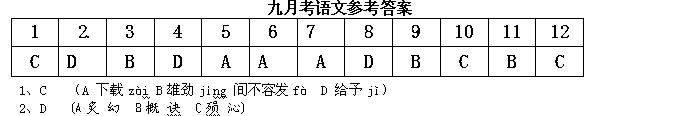 九月考语文参考答案
1 2 3 4 5 6 7 8 9 10 11 12
C D B D A A A D B C B C
1、C （A 下载 zài B 雄劲 jìng 间不容发 fà D 给予 jǐ）
2、D （A 炙 幻 B 概 诀 C 殒 沁）